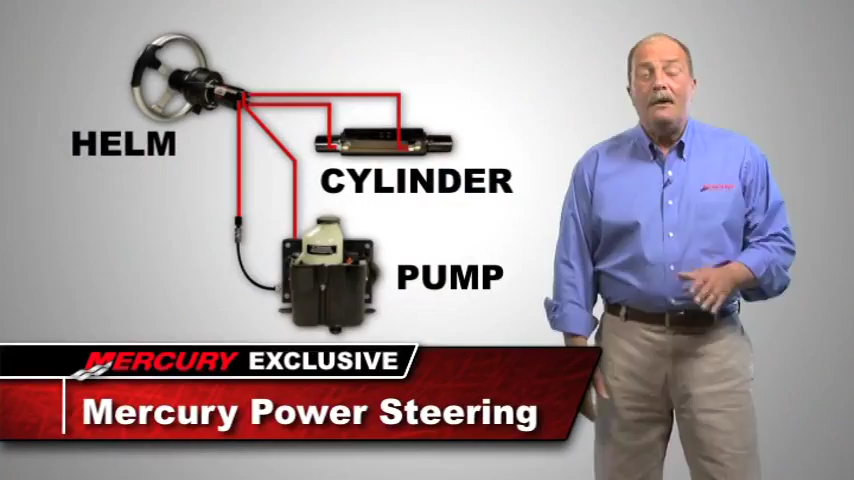 HELM
CYLINDER
PUMP
MERCURY EXCLUSIVE
Mercury Power Steering